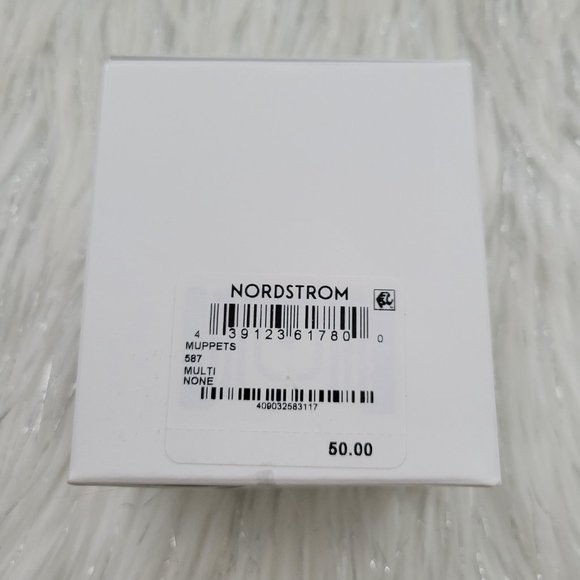 NORDSTROM
4 39123 61780 0
MUPPETS
587
MULTI
NONE
409032583117
50.00